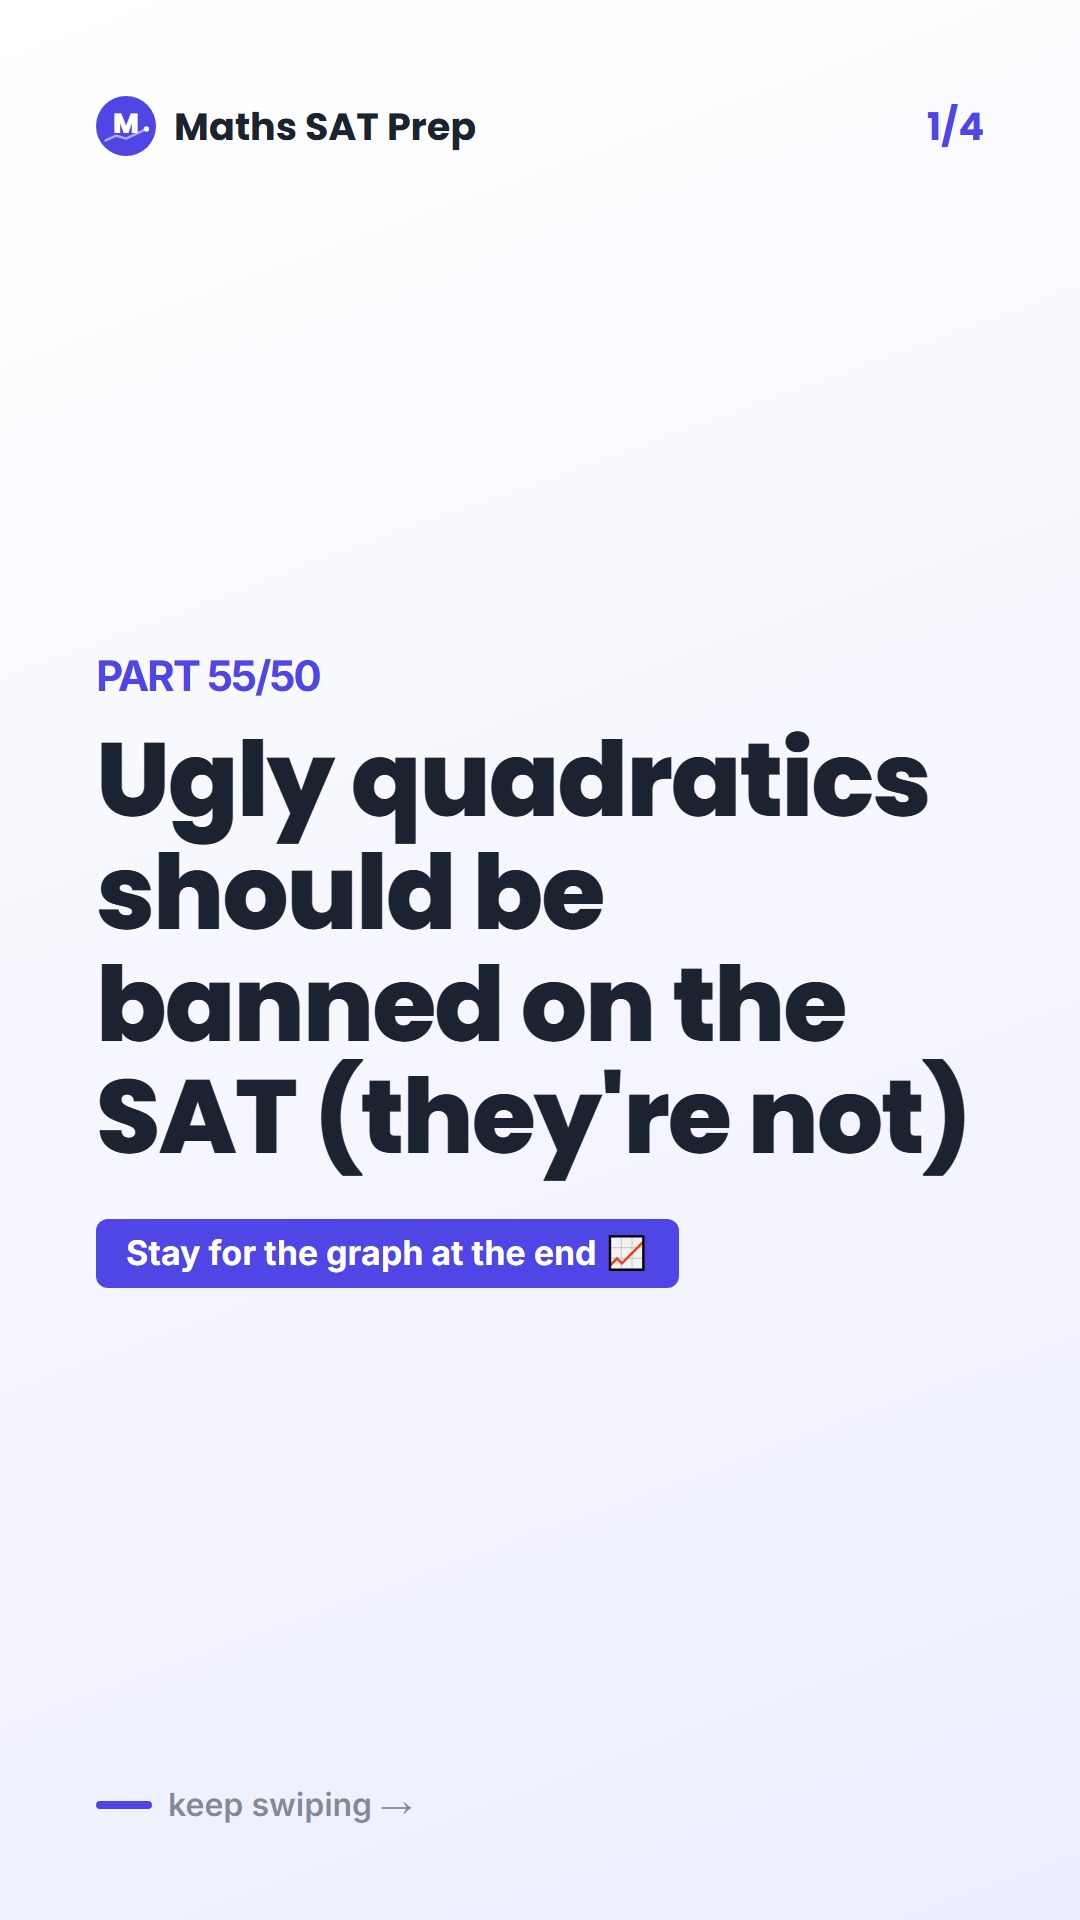 M
Maths SAT Prep
1/4
PART 55/50
Ugly quadratics
should be
banned on the
SAT (they're not)
Stay for the graph at the end 📈
keep swiping →